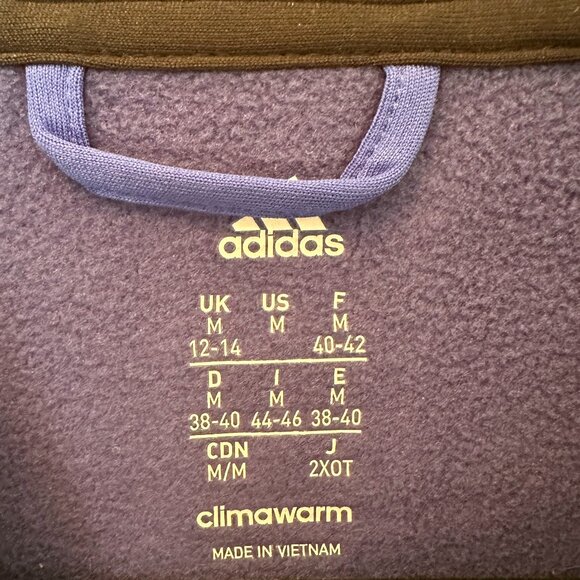 adidas
UK US F
M M M
12-14 40-42
D I E
M M M
38-40 44-46 38-40
CDN J
M/M 2XOT
climawarm
MADE IN VIETNAM